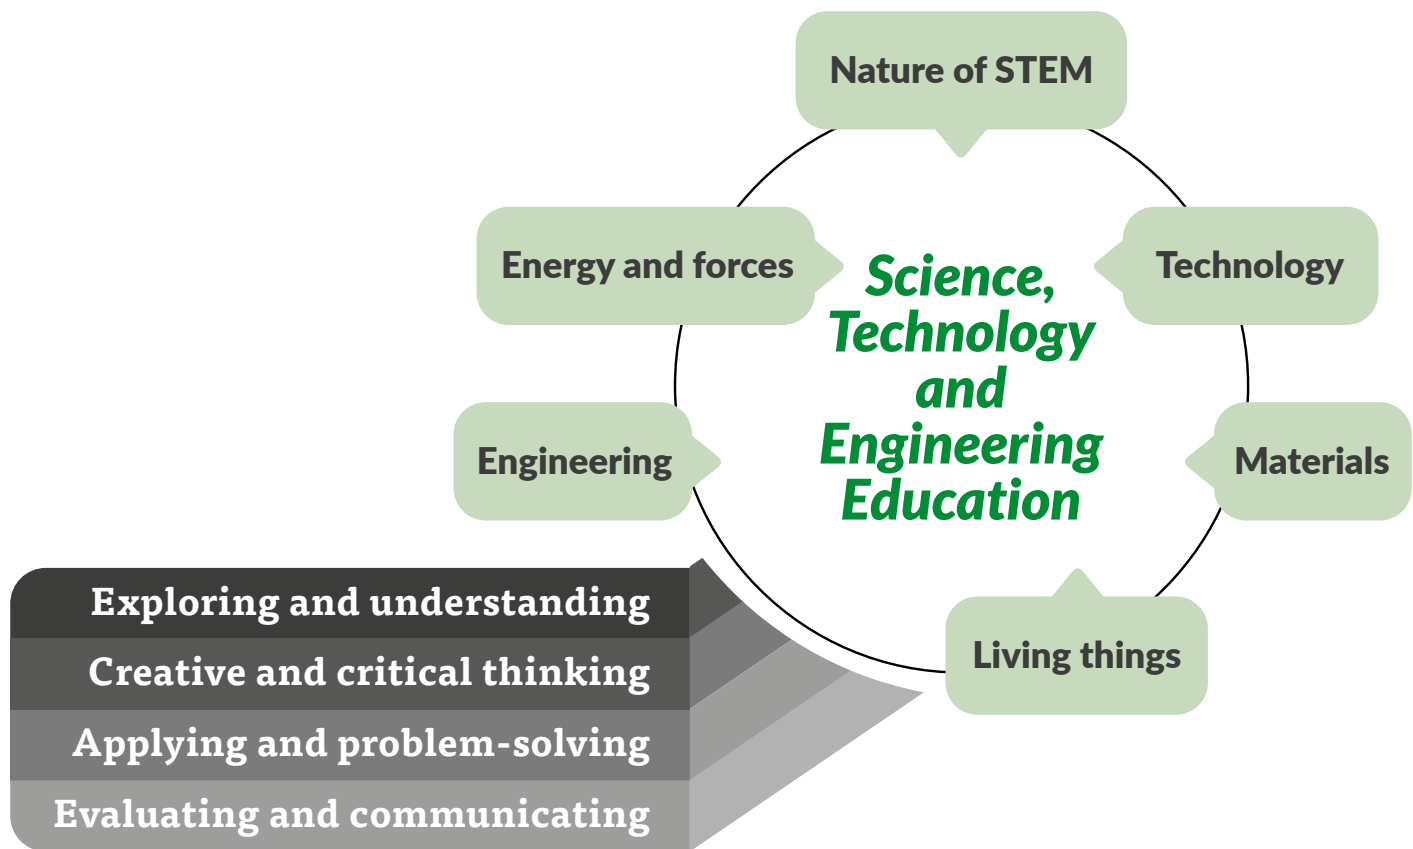 Nature of STEM
Energy and forces
Technology
Science,
Technology
and
Engineering
Education
Engineering
Materials
Living things
Exploring and understanding
Creative and critical thinking
Applying and problem-solving
Evaluating and communicating